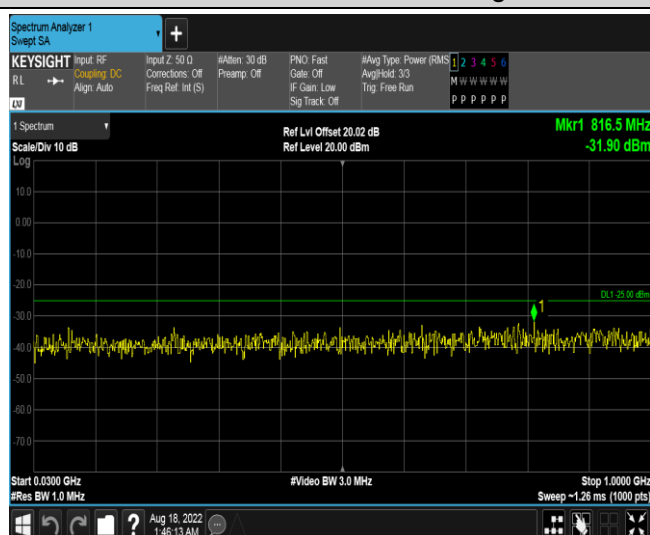 Spectrum Analyzer 1
Swept SA
+
KEYSIGHT
RL
Input: RF
Coupling: DC
Align: Auto
Input Z: 50 Ω
Corrections: Off
Freq Ref: Int (S)
#Atten: 30 dB
Preamp: Off
PNO: Fast
Gate: Off
IF Gain: Low
Sig Track: Off
#Avg Type: Power (RMS
Avg|Hold: 3/3
Trig: Free Run
1 2 3 4 5 6
M W W W W W
P P P P P P
LXI
1 Spectrum
Scale/Div 10 dB
Log
Ref Lvl Offset 20.02 dB
Ref Level 20.00 dBm
Mkr1 816.5 MHz
-31.90 dBm
10.0
0.00
-10.0
-20.0
-30.0
-40.0
-50.0
-60.0
-70.0
DL1 -25.00 dBm
1
Start 0.0300 GHz
#Res BW 1.0 MHz
#Video BW 3.0 MHz
Stop 1.0000 GHz
Sweep ~1.26 ms (1000 pts)
?
Aug 18, 2022
1:46:13 AM